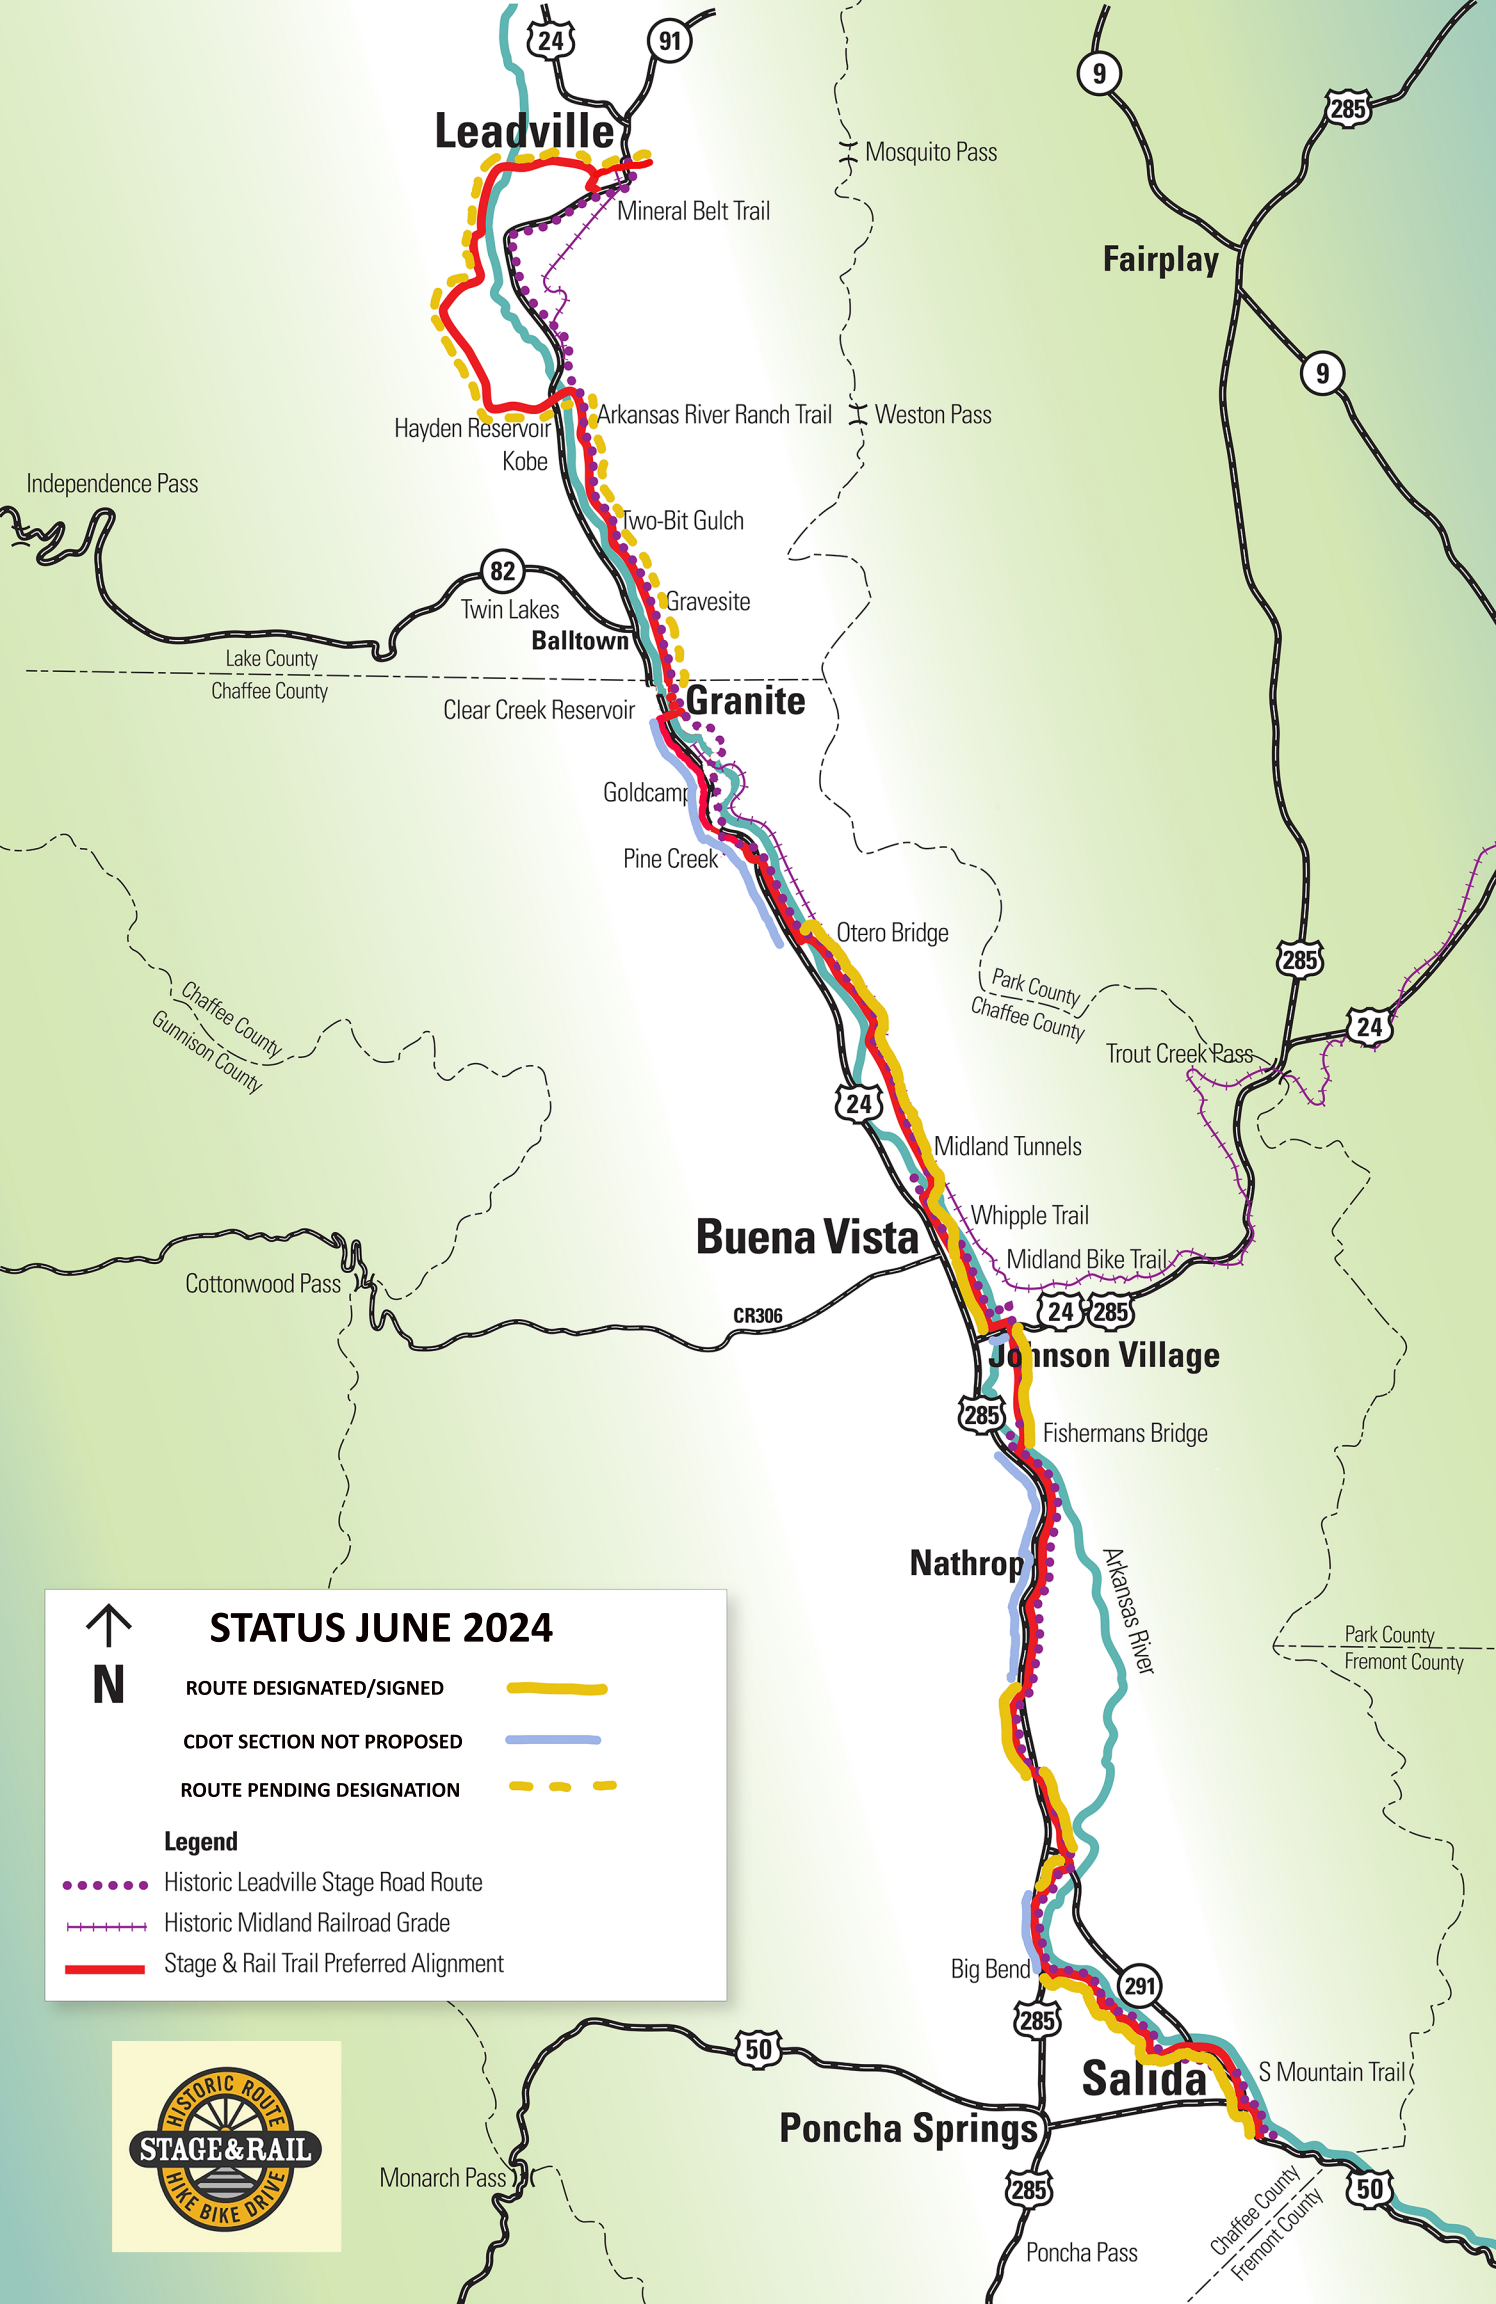 24
91
9
285
Leadville
Mosquito Pass
Mineral Belt Trail
Fairplay
9
Hayden Reservoir
Arkansas River Ranch Trail
Weston Pass
Kobe
Independence Pass
Two-Bit Gulch
82
Twin Lakes
Gravesite
Balltown
Lake County
Chaffee County
Clear Creek Reservoir
Granite
Goldcamp
Pine Creek
Otero Bridge
285
Park County
Chaffee County
Chaffee County
Gunnison County
24
Trout Creek Pass
24
Midland Tunnels
Whipple Trail
Buena Vista
Midland Bike Trail
Cottonwood Pass
CR306
24
285
Johnson Village
285
Fishermans Bridge
Nathrop
Arkansas River
Park County
Fremont County
N
STATUS JUNE 2024
ROUTE DESIGNATED/SIGNED
CDOT SECTION NOT PROPOSED
ROUTE PENDING DESIGNATION
Legend
Historic Leadville Stage Road Route
Historic Midland Railroad Grade
Stage & Rail Trail Preferred Alignment
Big Bend
291
285
50
Salida
S Mountain Trail
Poncha Springs
HISTORIC ROUTE
STAGE&RAIL
HIKE BIKE DRIVE
Monarch Pass
285
50
Chaffee County
Fremont County
Poncha Pass